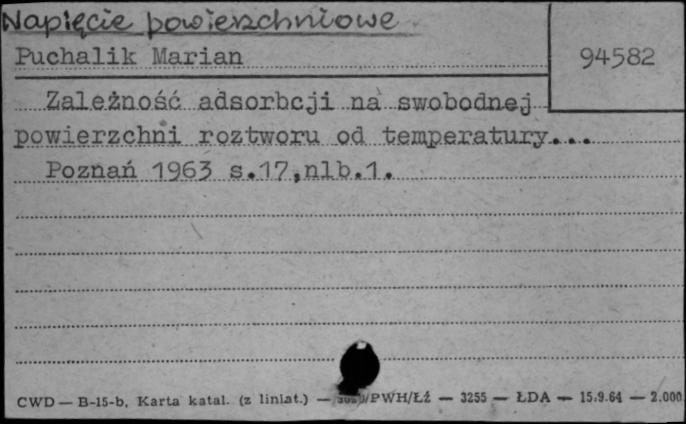 Napięcie powierzchniowe
Puchalik Marian
94582
Zależność adsorbcji na swobodnej
powierzchni roztworu od temperatury...
Poznań 1963 s.17,nlb.1.
CWD — B-15-b, Karta katal. (z liniat.) — /PWH/Łź — 3255 — ŁDA — 15.9.64 — 2.000